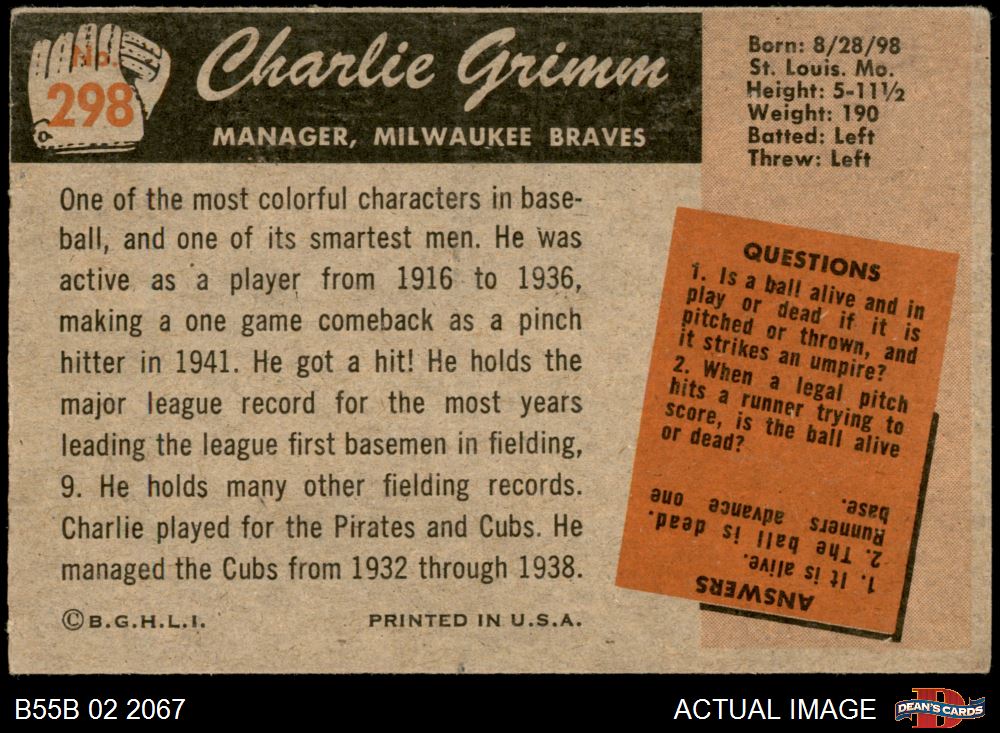 No.
298
Charlie Grimm
MANAGER, MILWAUKEE BRAVES
Born: 8/28/98
St. Louis. Mo.
Height: 5-11½
Weight: 190
Batted: Left
Threw: Left
One of the most colorful characters in base-
ball, and one of its smartest men. He was
active as a player from 1916 to 1936,
making a one game comeback as a pinch
hitter in 1941. He got a hit! He holds the
major league record for the most years
leading the league first basemen in fielding,
9. He holds many other fielding records.
Charlie played for the Pirates and Cubs. He
managed the Cubs from 1932 through 1938.
©B.G.H.L.I.
PRINTED IN U.S.A.
QUESTIONS
1. Is a ball alive and in
play or dead if it is
pitched or thrown, and
it strikes an umpire?
2. When a legal pitch
hits a runner trying to
score, is the ball alive
or dead?
ANSWERS
1. It is alive.
2. The ball is dead.
Runners advance one
base.
B55B 02 2067
ACTUAL IMAGE
D
DEAN'S CARDS